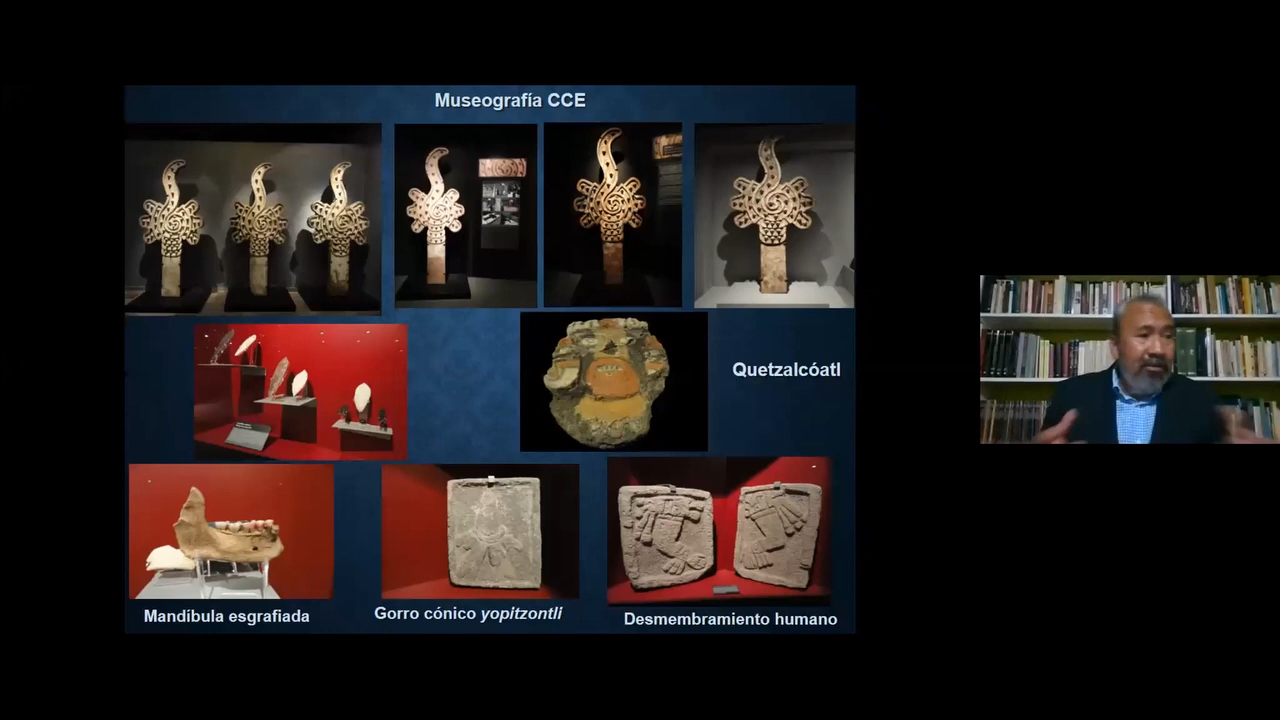 Museografía CCE
Quetzalcóatl
Mandíbula esgrafiada
Gorro cónico yopitzontli
Desmembramiento humano